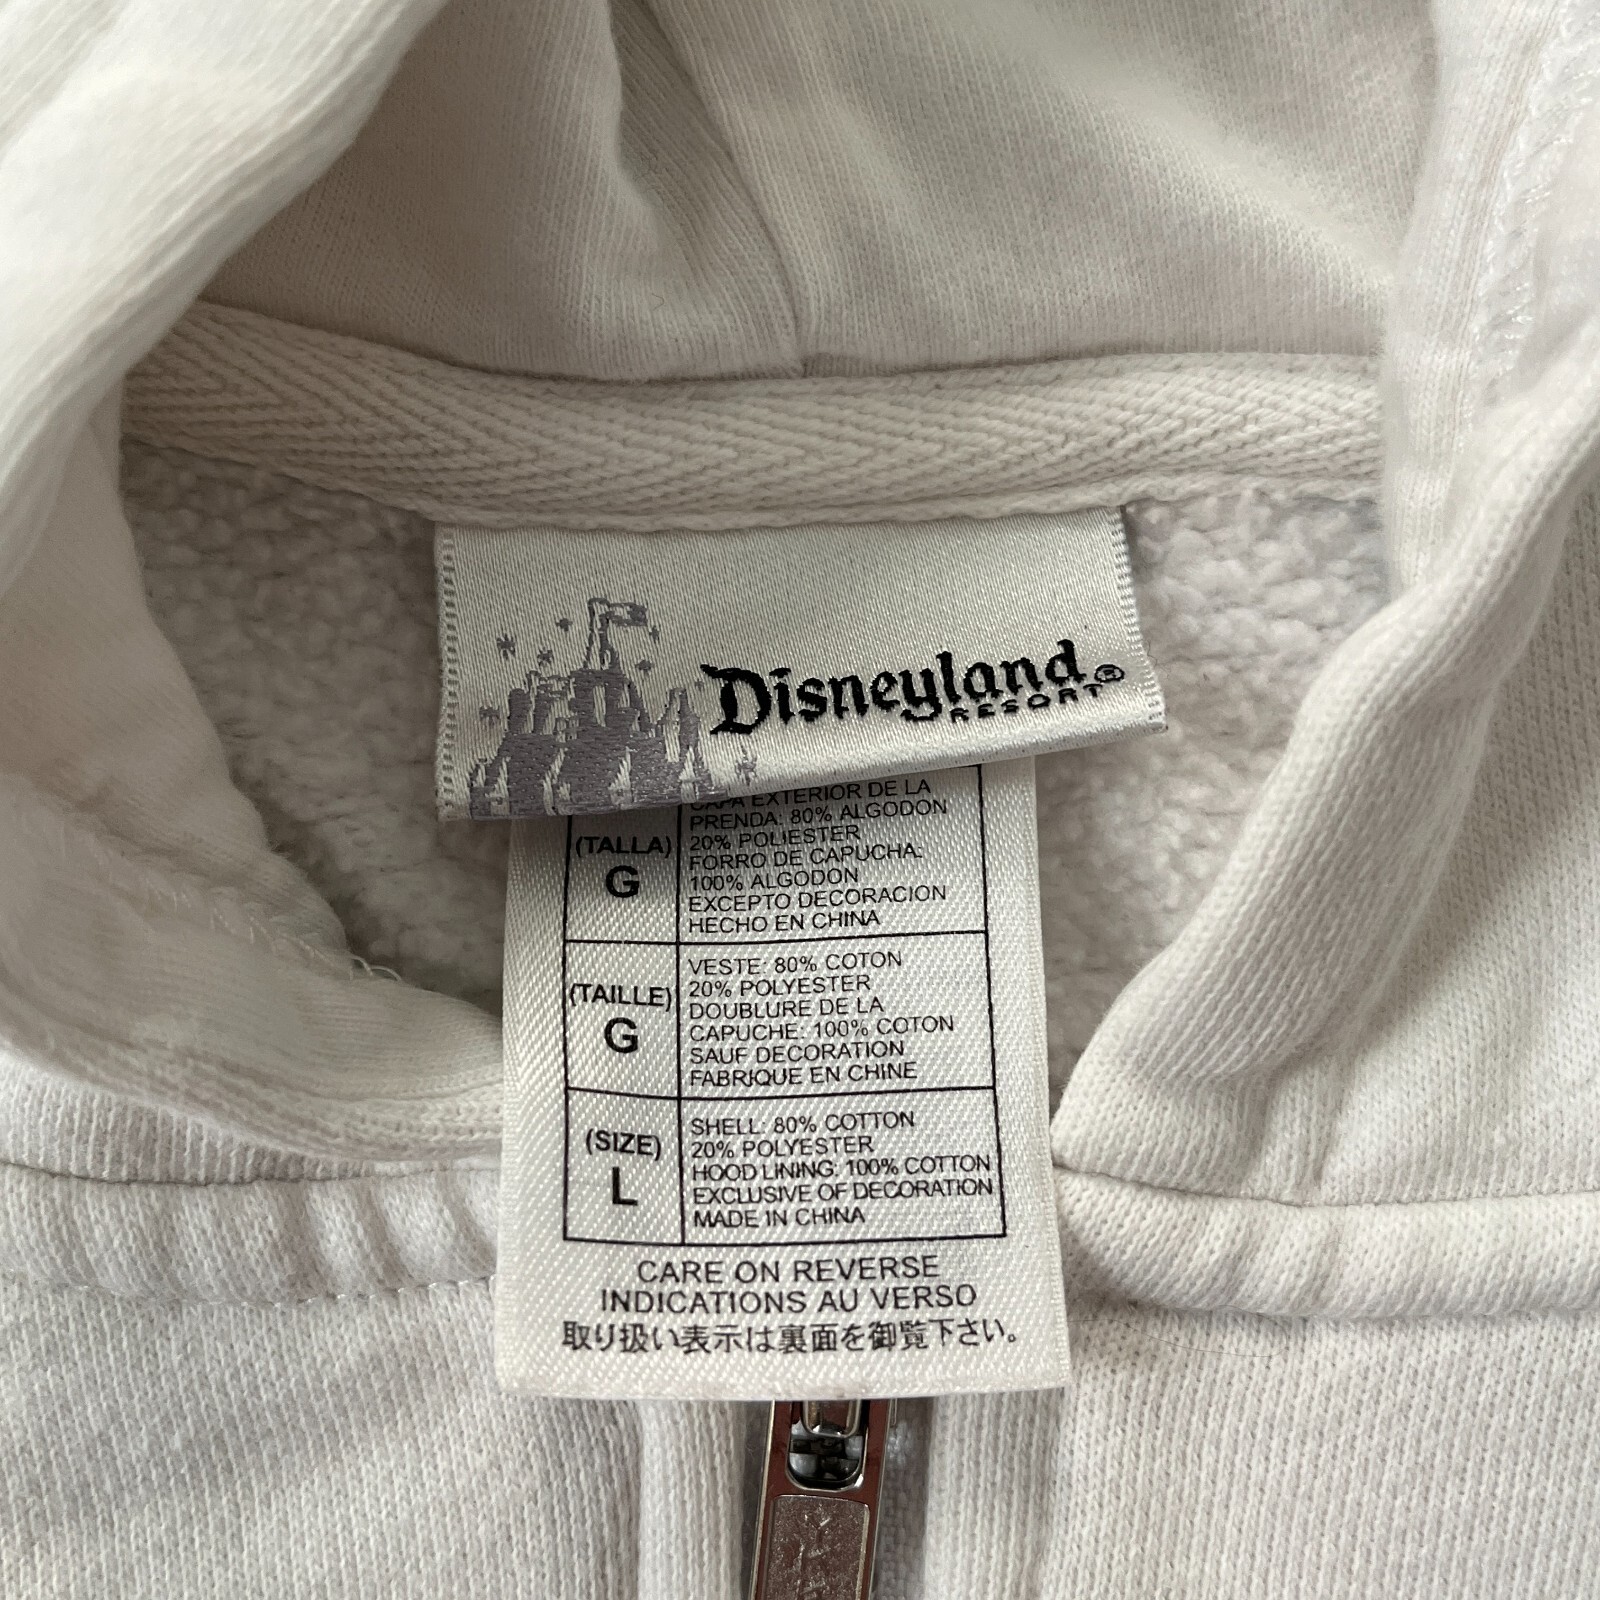 Disneyland®
RESORT
CAPA EXTERIOR DE LA
PRENDA: 80% ALGODON
(TALLA)
G
20% POLIESTER
FORRO DE CAPUCHA:
100% ALGODON
EXCEPTO DECORACION
HECHO EN CHINA
(TAILLE)
G
VESTE: 80% COTON
20% POLYESTER
DOUBLURE DE LA
CAPUCHE: 100% COTON
SAUF DECORATION
FABRIQUE EN CHINE
(SIZE)
L
SHELL: 80% COTTON
20% POLYESTER
HOOD LINING: 100% COTTON
EXCLUSIVE OF DECORATION
MADE IN CHINA
CARE ON REVERSE
INDICATIONS AU VERSO
取り扱い表示は裏面を御覧下さい。